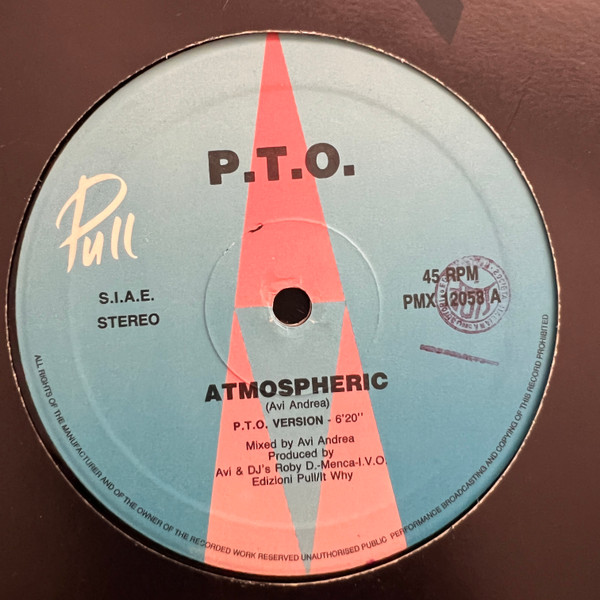 P.T.O.
Pull
S.I.A.E.
STEREO
45 RPM
PMX 2058 A
ATMOSPHERIC
(Avi Andrea)
P.T.O. VERSION - 6'20''
Mixed by Avi Andrea
Produced by
Avi & DJ's Roby D.-Menca-I.V.O.
Edizioni Pull/It Why
ALL RIGHTS OF THE MANUFACTURER AND OF THE OWNER OF THE RECORDED WORK RESERVED UNAUTHORISED PUBLIC PERFORMANCE BROADCASTING AND COPYING OF THIS RECORD PROHIBITED